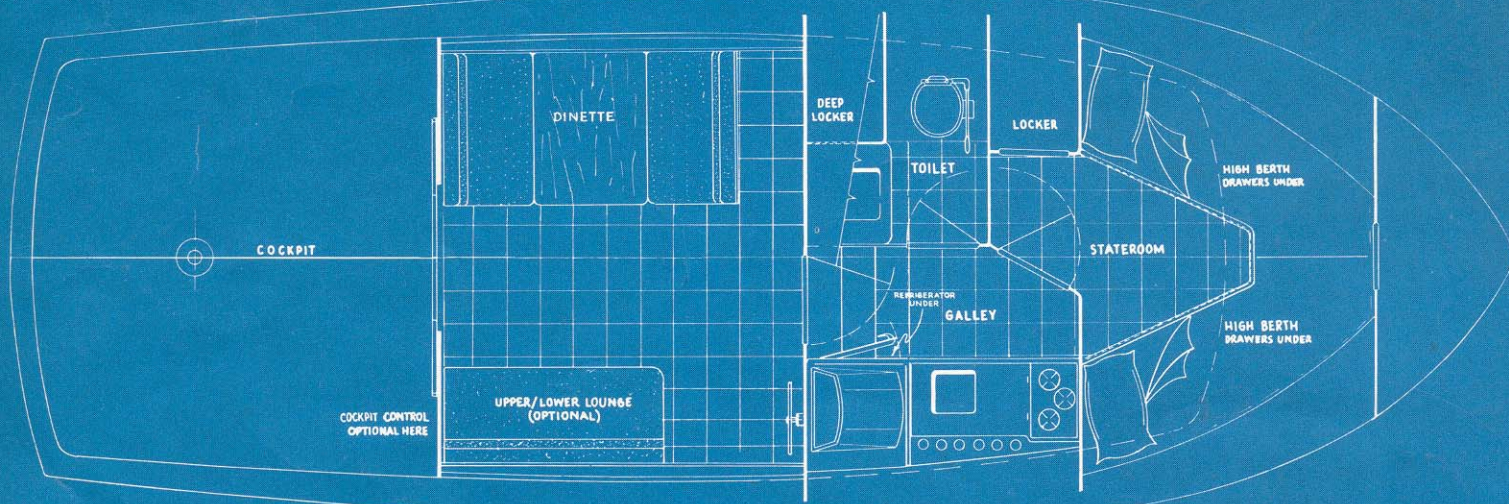 DINETTE
DEEP
LOCKER
LOCKER
TOILET
HIGH BERTH
DRAWERS UNDER
COCKPIT
STATEROOM
REFRIGERATOR
UNDER
GALLEY
HIGH BERTH
DRAWERS UNDER
UPPER/LOWER LOUNGE
(OPTIONAL)
COCKPIT CONTROL
OPTIONAL HERE